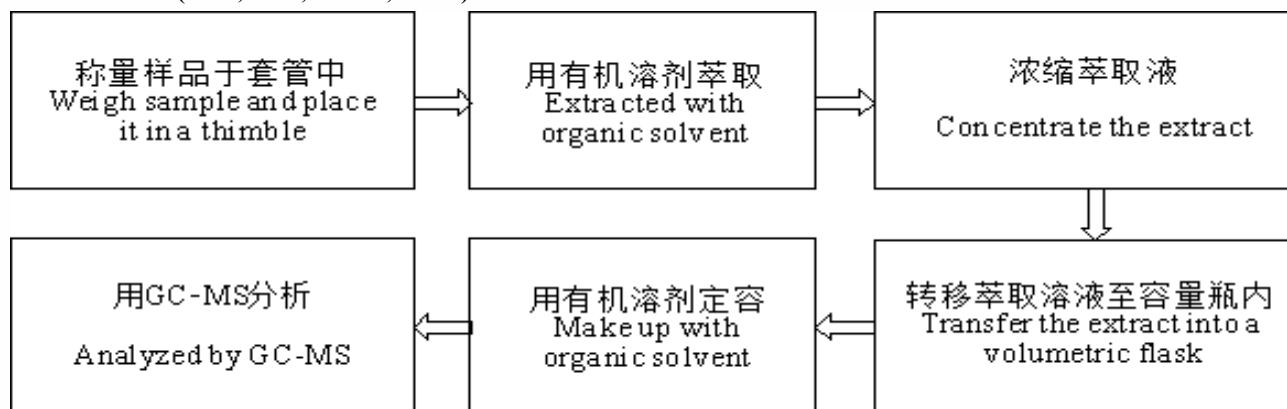 称量样品于套管中
Weigh sample and place
it in a thimble
用有机溶剂萃取
Extracted with
organic solvent
浓缩萃取液
Concentrate the extract
转移萃取溶液至容量瓶内
Transfer the extract into a
volumetric flask
用有机溶剂定容
Make up with
organic solvent
用GC-MS分析
Analyzed by GC-MS